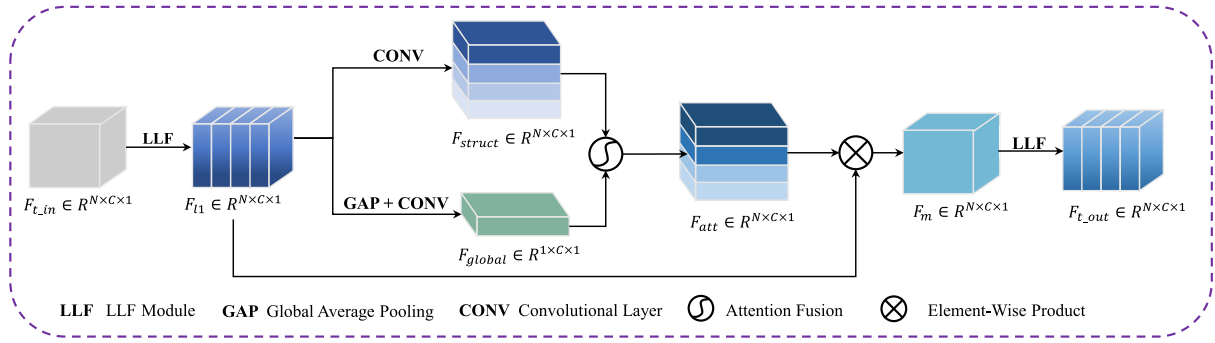 CONV
LLF
GAP + CONV
LLF
F_{t_in} ∈ R^{N×C×1}
F_{l1} ∈ R^{N×C×1}
F_{struct} ∈ R^{N×C×1}
F_{global} ∈ R^{1×C×1}
F_{att} ∈ R^{N×C×1}
F_m ∈ R^{N×C×1}
F_{t_out} ∈ R^{N×C×1}
LLF LLF Module GAP Global Average Pooling CONV Convolutional Layer Attention Fusion Element-Wise Product